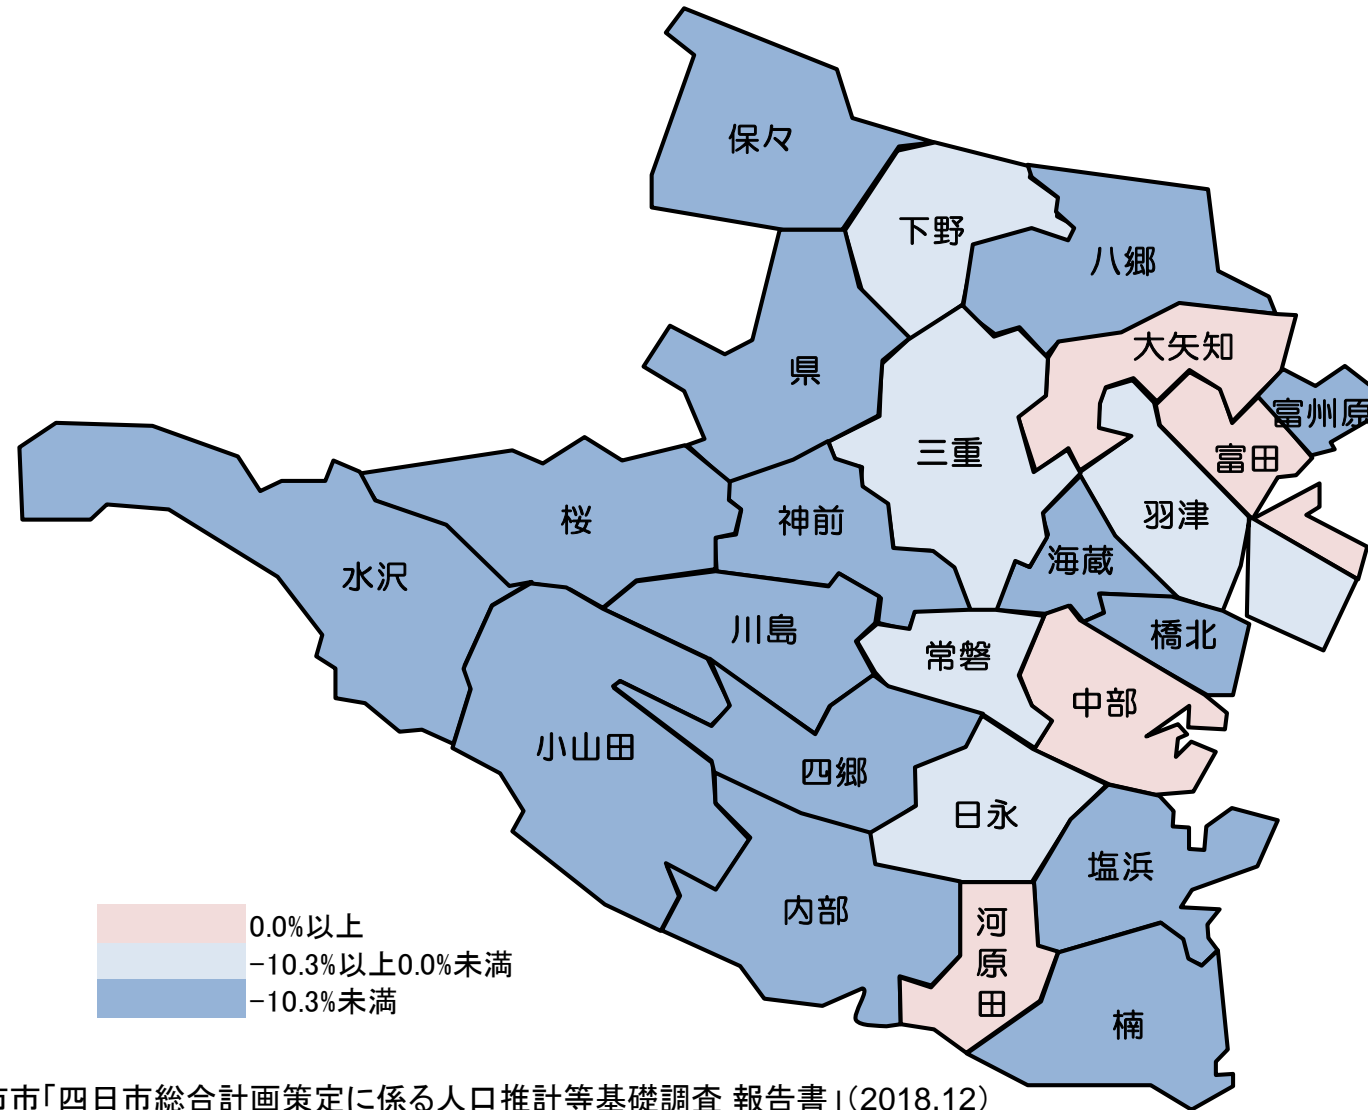 保々
下野
八郷
大矢知
県
富州原
三重
富田
羽津
桜
神前
海蔵
水沢
川島
橋北
常磐
中部
小山田
四郷
日永
塩浜
内部
河原田
楠
0.0%以上
-10.3%以上0.0%未満
-10.3%未満
市「四日市総合計画策定に係る人口推計等基礎調査 報告書」(2018.12)